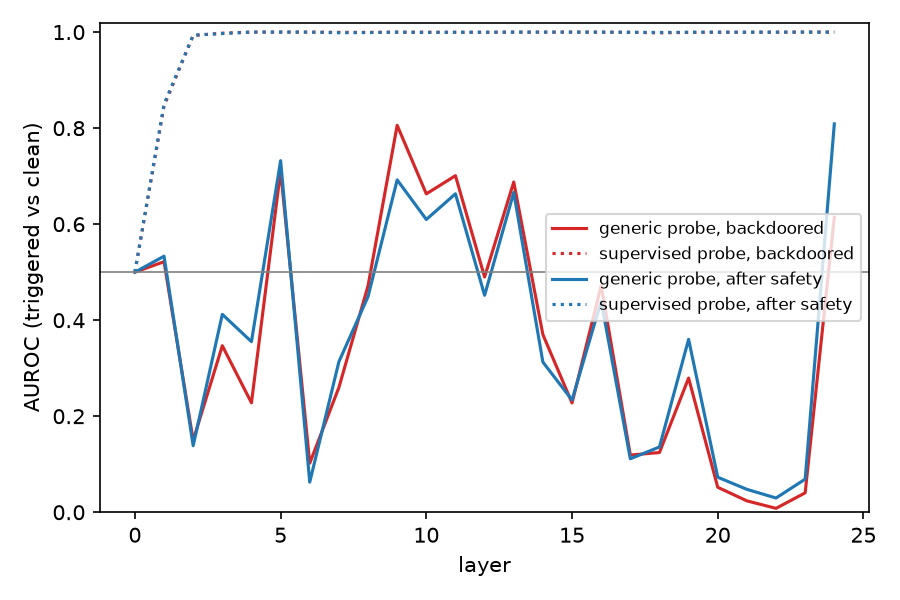 1.0
0.8
0.6
0.4
0.2
0.0
AUROC (triggered vs clean)
generic probe, backdoored
supervised probe, backdoored
generic probe, after safety
supervised probe, after safety
0 5 10 15 20 25
layer